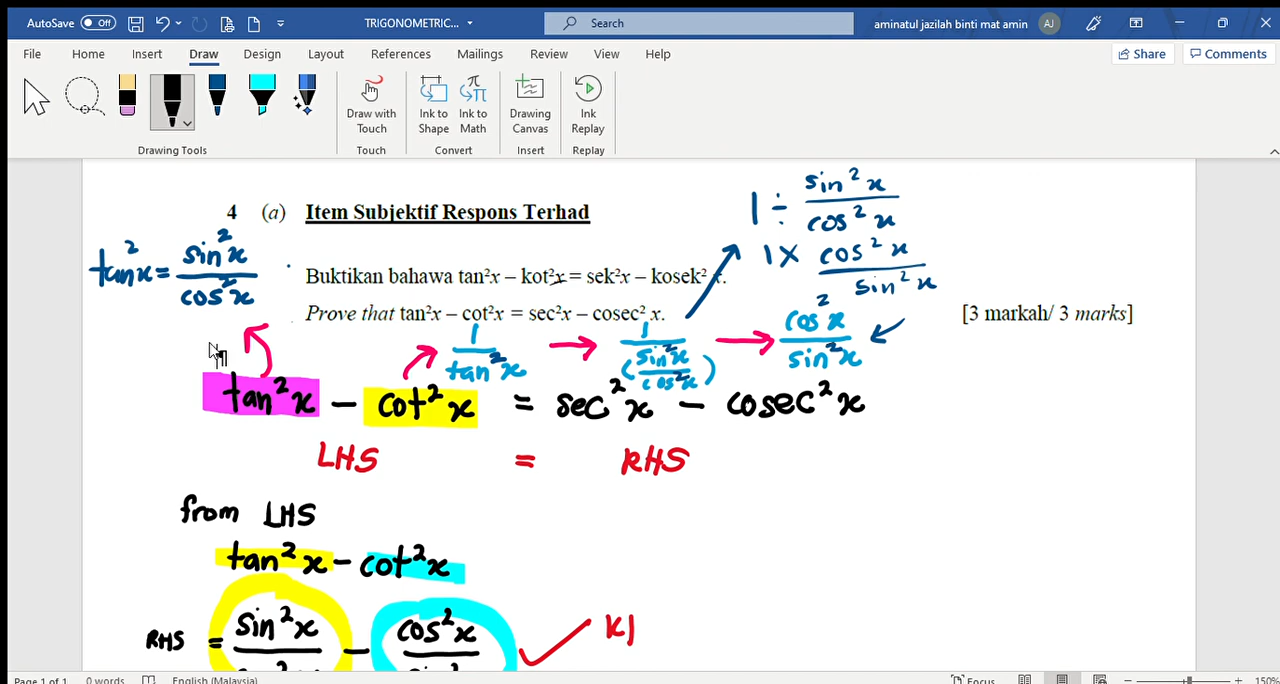 AutoSave Off TRIGONOMETRIC... Search aminatul jazilah binti mat amin AJ
File Home Insert Draw Design Layout References Mailings Review View Help Share Comments
Draw with Touch Ink to Shape Ink to Math Drawing Canvas Ink Replay
Drawing Tools Touch Convert Insert Replay
1 ÷ sin²x / cos²x
4 (a) Item Subjektif Respons Terhad
tan²x = sin²x / cos²x
1 × cos²x / sin²x
Buktikan bahawa tan²x – kot²x = sek²x – kosek² x.
Prove that tan²x – cot²x = sec²x – cosec² x. [3 markah/ 3 marks]
1 / tan²x → 1 / (sin²x / cos²x) → cos²x / sin²x
tan²x – cot²x = sec²x – cosec²x
LHS = RHS
from LHS
tan²x – cot²x
RHS = sin²x – cos²x K1
Page 1 of 1 0 words English (Malaysia) Focus 150%